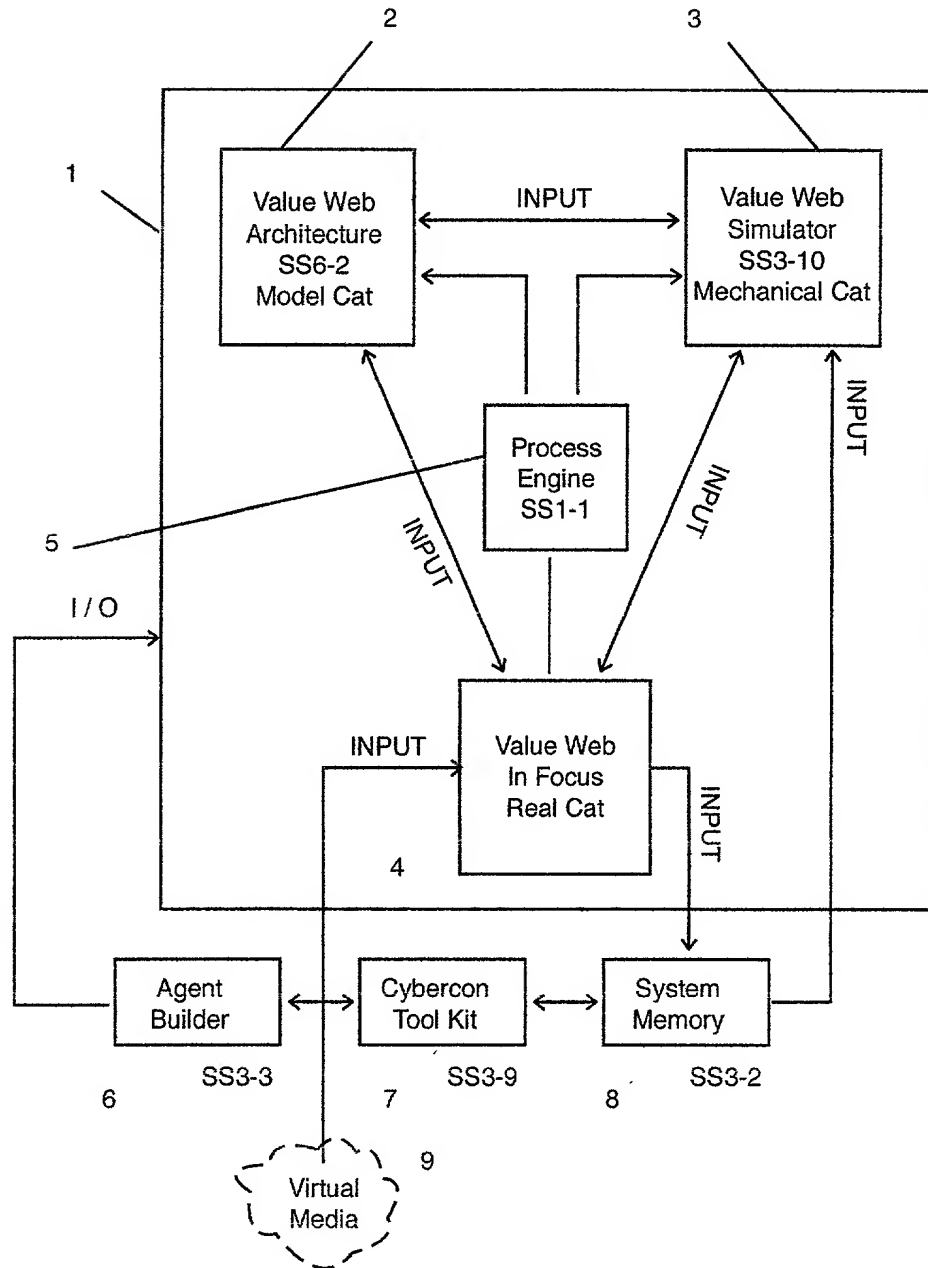 2
3
1
Value Web
Architecture
SS6-2
Model Cat
INPUT
Value Web
Simulator
SS3-10
Mechanical Cat
INPUT
Process
Engine
SS1-1
5
INPUT
INPUT
I / O
INPUT
Value Web
In Focus
Real Cat
INPUT
4
Agent
Builder
Cybercon
Tool Kit
System
Memory
SS3-3
SS3-9
SS3-2
6
7
8
9
Virtual
Media